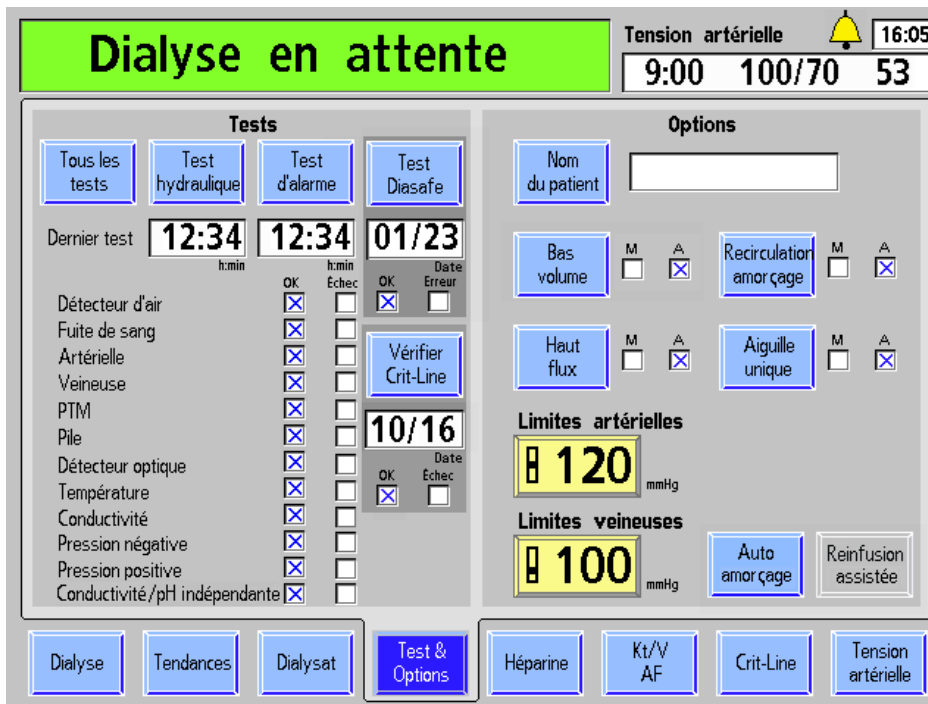 Dialyse en attente
Tension artérielle
16:05
9:00 100/70 53
Tests
Tous les
tests
Test
hydraulique
Test
d'alarme
Test
Diasafe
Dernier test
12:34
h:min
12:34
h:min
01/23
Date
OK Erreur
OK Échec
Détecteur d'air
Fuite de sang
Artérielle
Veineuse
PTM
Pile
Détecteur optique
Température
Conductivité
Pression négative
Pression positive
Conductivité/pH indépendante
Vérifier
Crit-Line
10/16
Date
OK Échec
Options
Nom
du patient
Bas
volume
M A
Recirculation
amorçage
M A
Haut
flux
M A
Aiguille
unique
M A
Limites artérielles
120 mmHg
Limites veineuses
100 mmHg
Auto
amorçage
Reinfusion
assistée
Dialyse
Tendances
Dialysat
Test &
Options
Héparine
Kt/V
AF
Crit-Line
Tension
artérielle